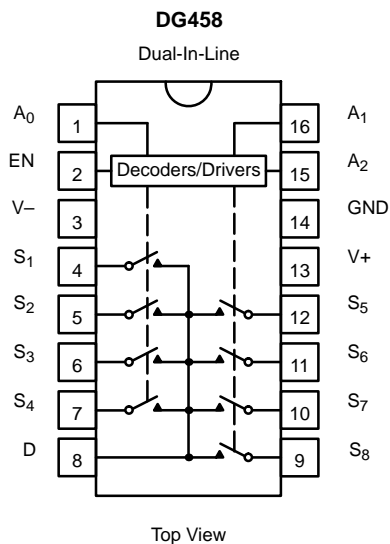 DG458
Dual-In-Line
A0 1 16 A1
EN 2 Decoders/Drivers 15 A2
V– 3 14 GND
S1 4 13 V+
S2 5 12 S5
S3 6 11 S6
S4 7 10 S7
D 8 9 S8
Top View